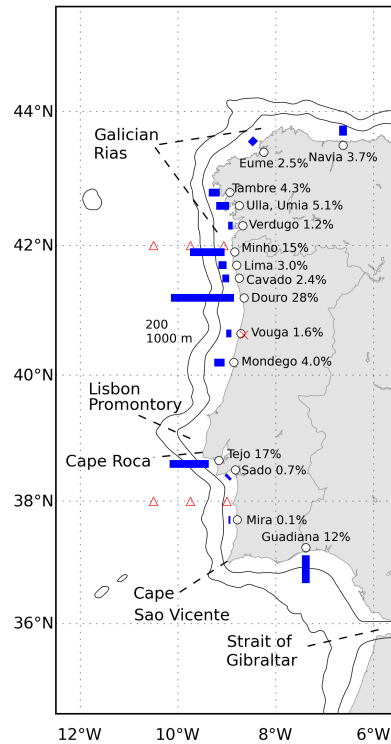 44°N
Galician
Rias
Eume 2.5%
Navia 3.7%
Tambre 4.3%
Ulla, Umia 5.1%
Verdugo 1.2%
42°N
Minho 15%
Lima 3.0%
Cavado 2.4%
Douro 28%
200
1000 m
Vouga 1.6%
Mondego 4.0%
40°N
Lisbon
Promontory
Cape Roca
Tejo 17%
Sado 0.7%
38°N
Mira 0.1%
Guadiana 12%
Cape
Sao Vicente
36°N
Strait of
Gibraltar
12°W 10°W 8°W 6°W